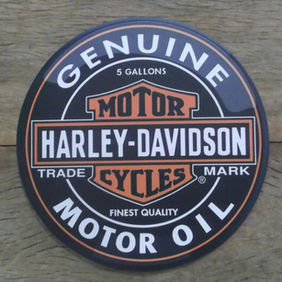 GENUINE
5 GALLONS
MOTOR
HARLEY-DAVIDSON
TRADE MARK
CYCLES ®
FINEST QUALITY
MOTOR OIL